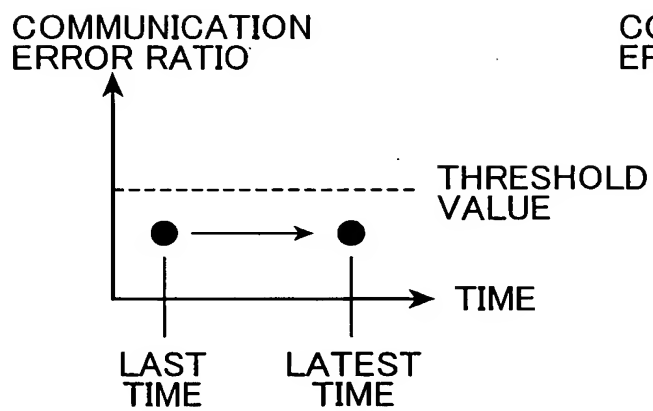 COMMUNICATION
ERROR RATIO
THRESHOLD
VALUE
TIME
LAST
TIME
LATEST
TIME